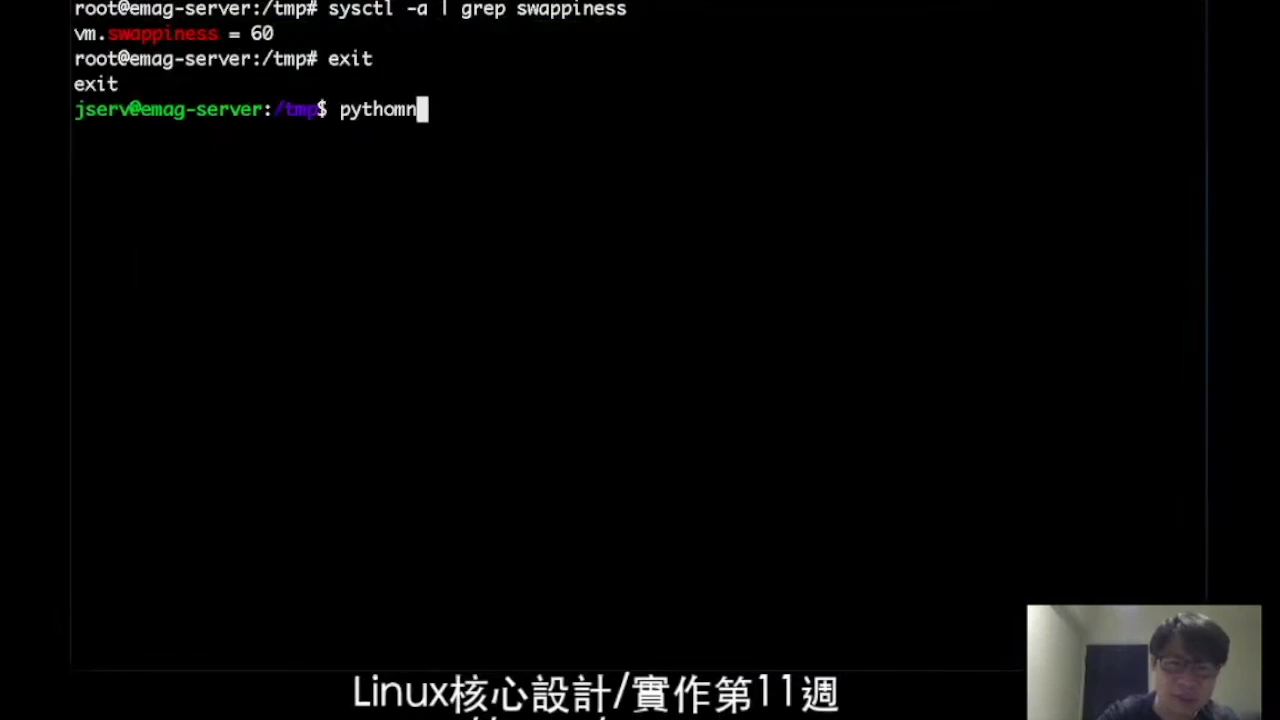 root@emag-server:/tmp# sysctl -a | grep swappiness
vm.swappiness = 60
root@emag-server:/tmp# exit
exit
jserv@emag-server:/tmp$ pythomn
Linux核心設計/實作第11週